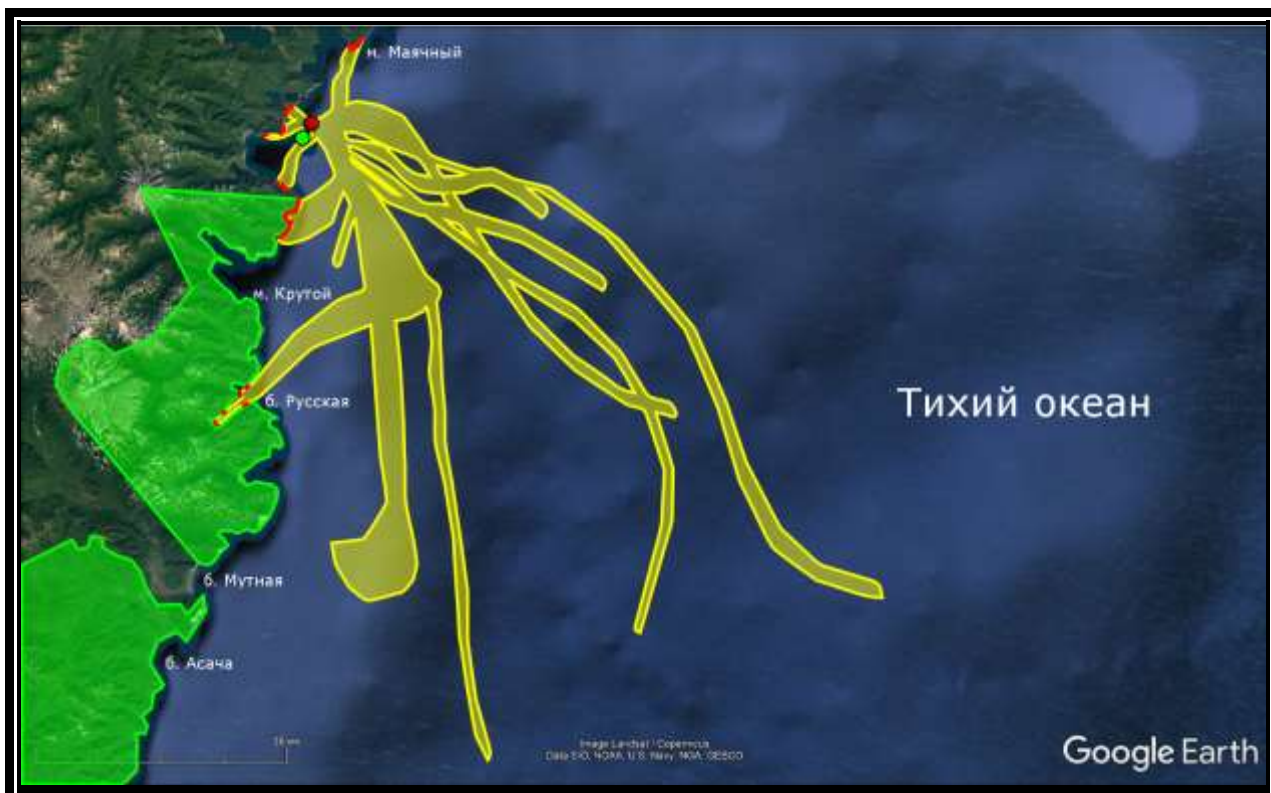 м. Маячный
м. Крутой
б. Русская
Тихий океан
б. Мутная
б. Асача
Image Landsat / Copernicus
Data SIO, NOAA, U.S. Navy, NGA, GEBCO
Google Earth